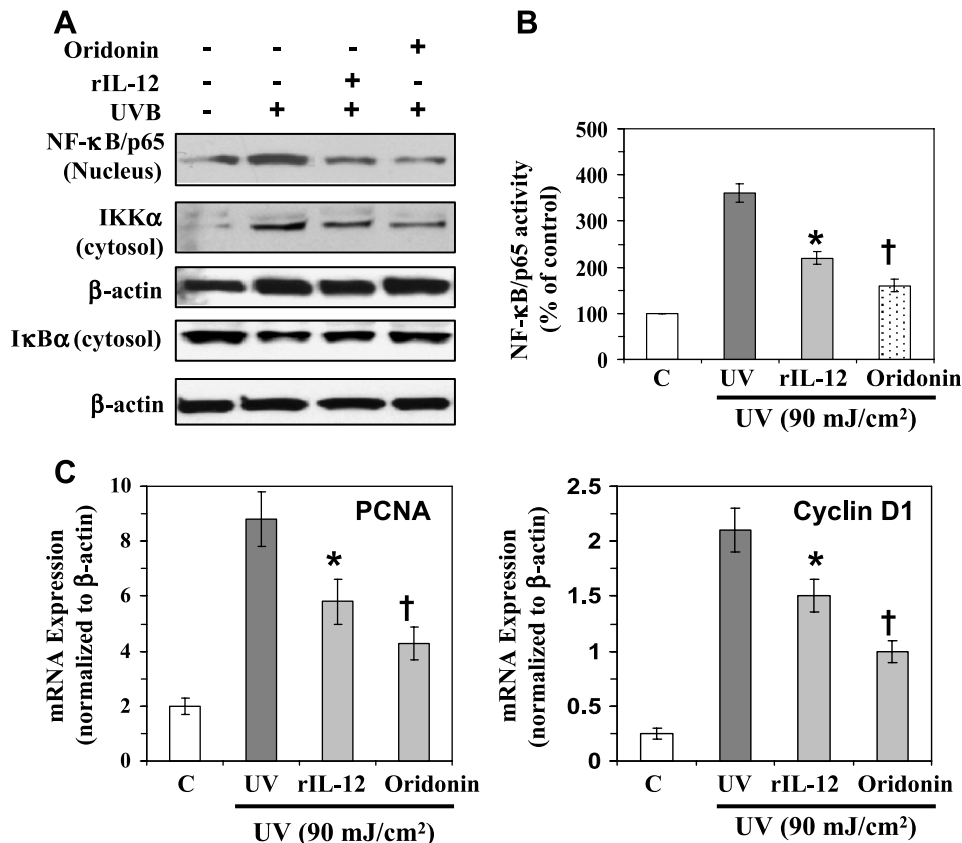 A
Oridonin - - - +
rIL-12 - - + -
UVB - + + +
NF-κB/p65
(Nucleus)
IKKα
(cytosol)
β-actin
IκBα (cytosol)
β-actin
B
NF-κB/p65 activity
(% of control)
500
400
300
200
100
00
*
†
C UV rIL-12 Oridonin
UV (90 mJ/cm²)
C
mRNA Expression
(normalized to β-actin)
10
8
6
4
2
0
PCNA
*
†
C UV rIL-12 Oridonin
UV (90 mJ/cm²)
mRNA Expression
(normalized to β-actin)
2.5
2
1.5
1
0.5
0
Cyclin D1
*
†
C UV rIL-12 Oridonin
UV (90 mJ/cm²)